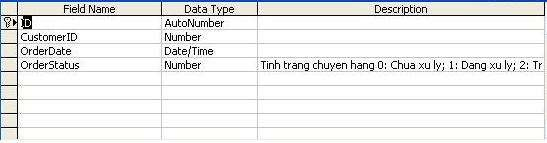 Field Name Data Type Description
ID AutoNumber
CustomerID Number
OrderDate Date/Time
OrderStatus Number Tinh trang chuyen hang 0: Chua xu ly; 1: Dang xu ly; 2: Tr